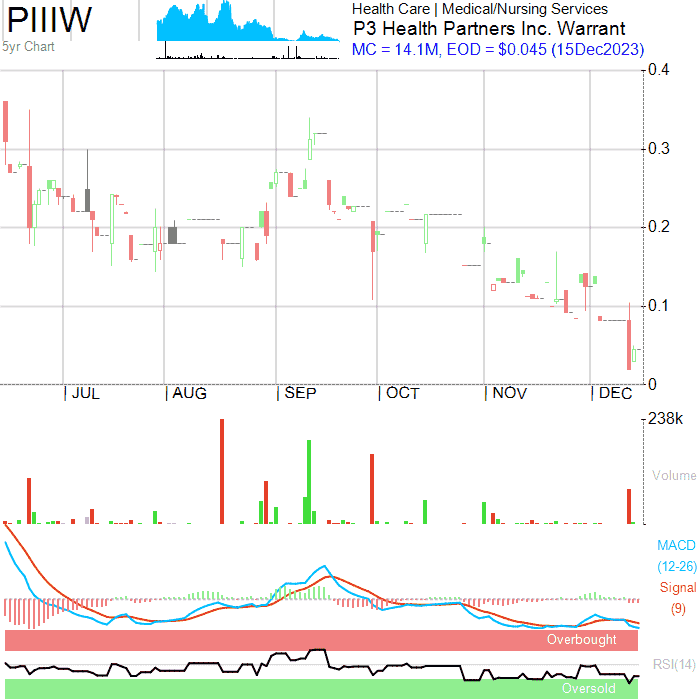 PIIIW
5yr Chart
Health Care | Medical/Nursing Services
P3 Health Partners Inc. Warrant
MC = 14.1M, EOD = $0.045 (15Dec2023)
0.4
0.3
0.2
0.1
0
| JUL | AUG | SEP | OCT | NOV | DEC
238k
Volume
MACD
(12-26)
Signal
(9)
Overbought
RSI(14)
Oversold